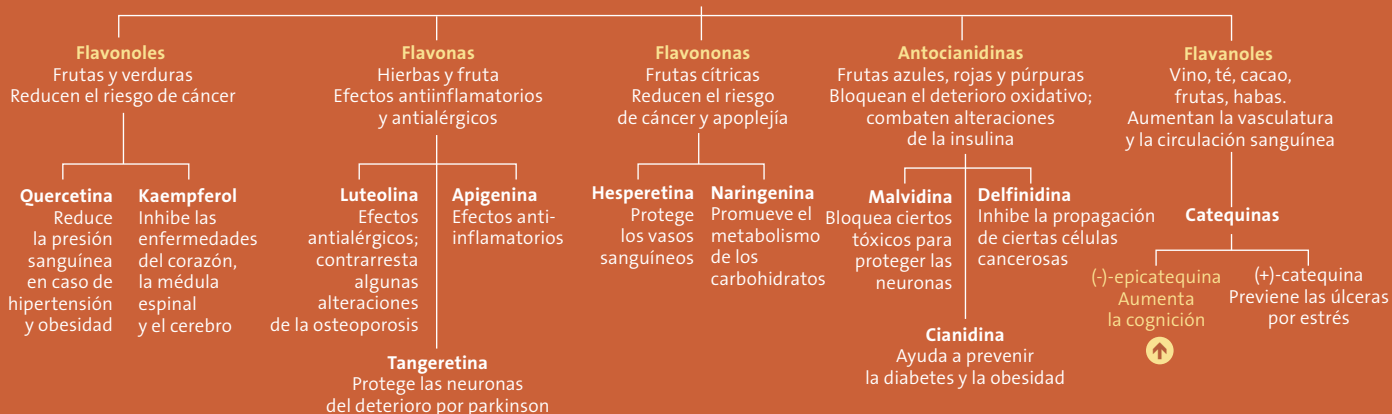 Flavonoles
Frutas y verduras
Reducen el riesgo de cáncer
Quercetina
Reduce
la presión
sanguínea
en caso de
hipertensión
y obesidad
Kaempferol
Inhibe las
enfermedades
del corazón,
la médula
espinal
y el cerebro
Flavonas
Hierbas y fruta
Efectos antiinflamatorios
y antialérgicos
Luteolina
Efectos
antialérgicos;
contrarresta
algunas
alteraciones
de la osteoporosis
Apigenina
Efectos anti-
inflamatorios
Tangeretina
Protege las neuronas
del deterioro por parkinson
Flavononas
Frutas cítricas
Reducen el riesgo
de cáncer y apoplejía
Hesperetina
Protege
los vasos
sanguíneos
Naringenina
Promueve el
metabolismo
de los
carbohidratos
Antocianidinas
Frutas azules, rojas y púrpuras
Bloquean el deterioro oxidativo;
combaten alteraciones
de la insulina
Malvidina
Bloquea ciertos
tóxicos para
proteger las
neuronas
Delfinidina
Inhibe la propagación
de ciertas células
cancerosas
Cianidina
Ayuda a prevenir
la diabetes y la obesidad
Flavanoles
Vino, té, cacao,
frutas, habas.
Aumentan la vasculatura
y la circulación sanguínea
Catequinas
(-)-epicatequina
Aumenta
la cognición
(+)-catequina
Previene las úlceras
por estrés